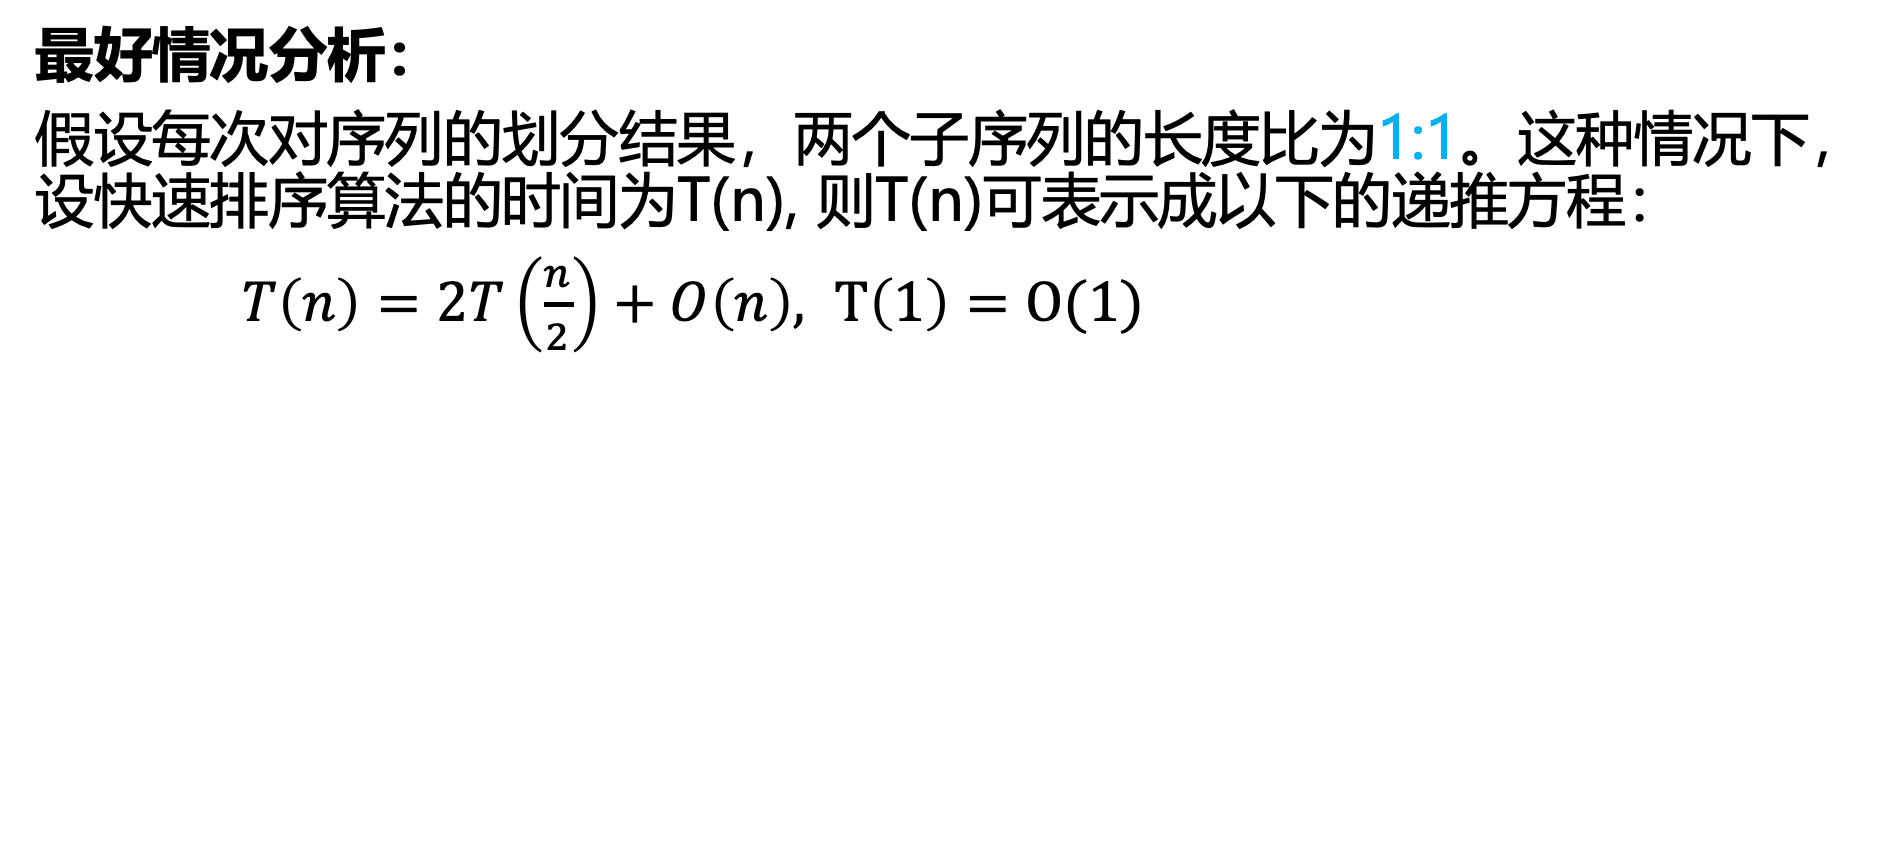 最好情况分析：
假设每次对序列的划分结果，两个子序列的长度比为1:1。这种情况下，
设快速排序算法的时间为T(n), 则T(n)可表示成以下的递推方程：
T(n) = 2T(n/2) + O(n), T(1) = O(1)